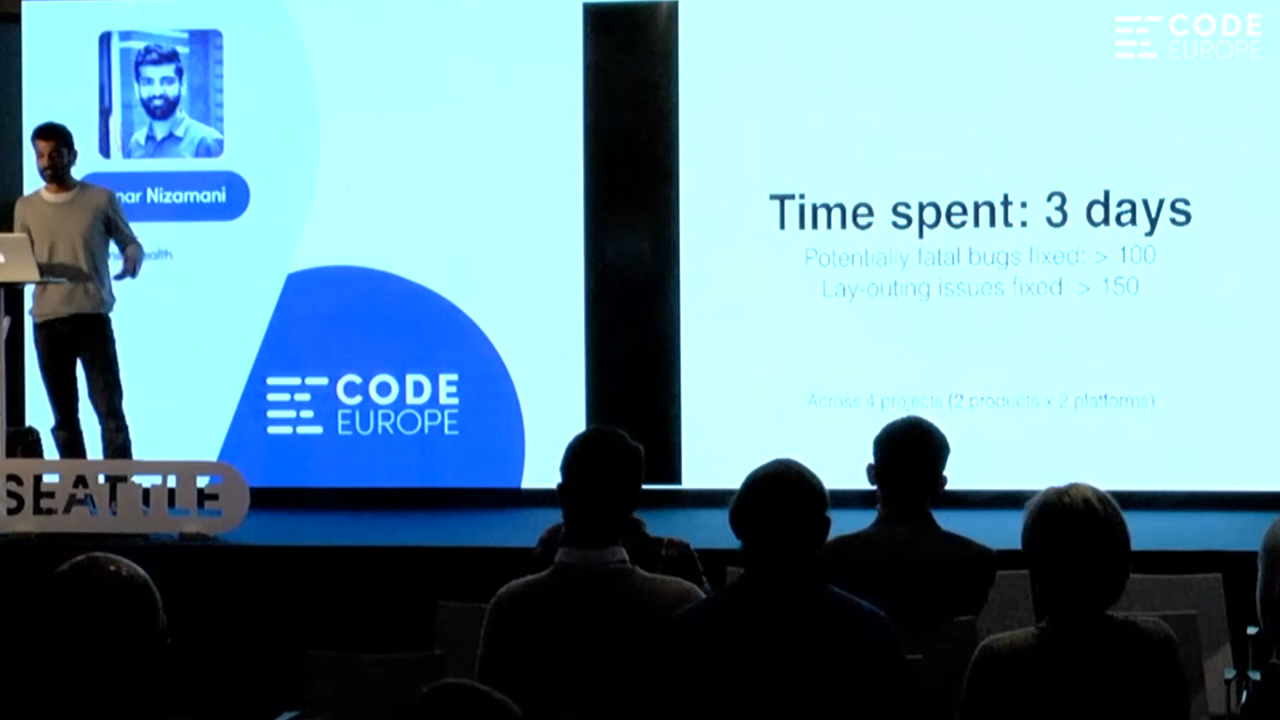 CODE
EUROPE
mar Nizamani
Time spent: 3 days
Potentially fatal bugs fixed: > 100
Lay-outing issues fixed: > 150
Across 4 projects (2 products x 2 platforms)
CODE
EUROPE
SEATTLE